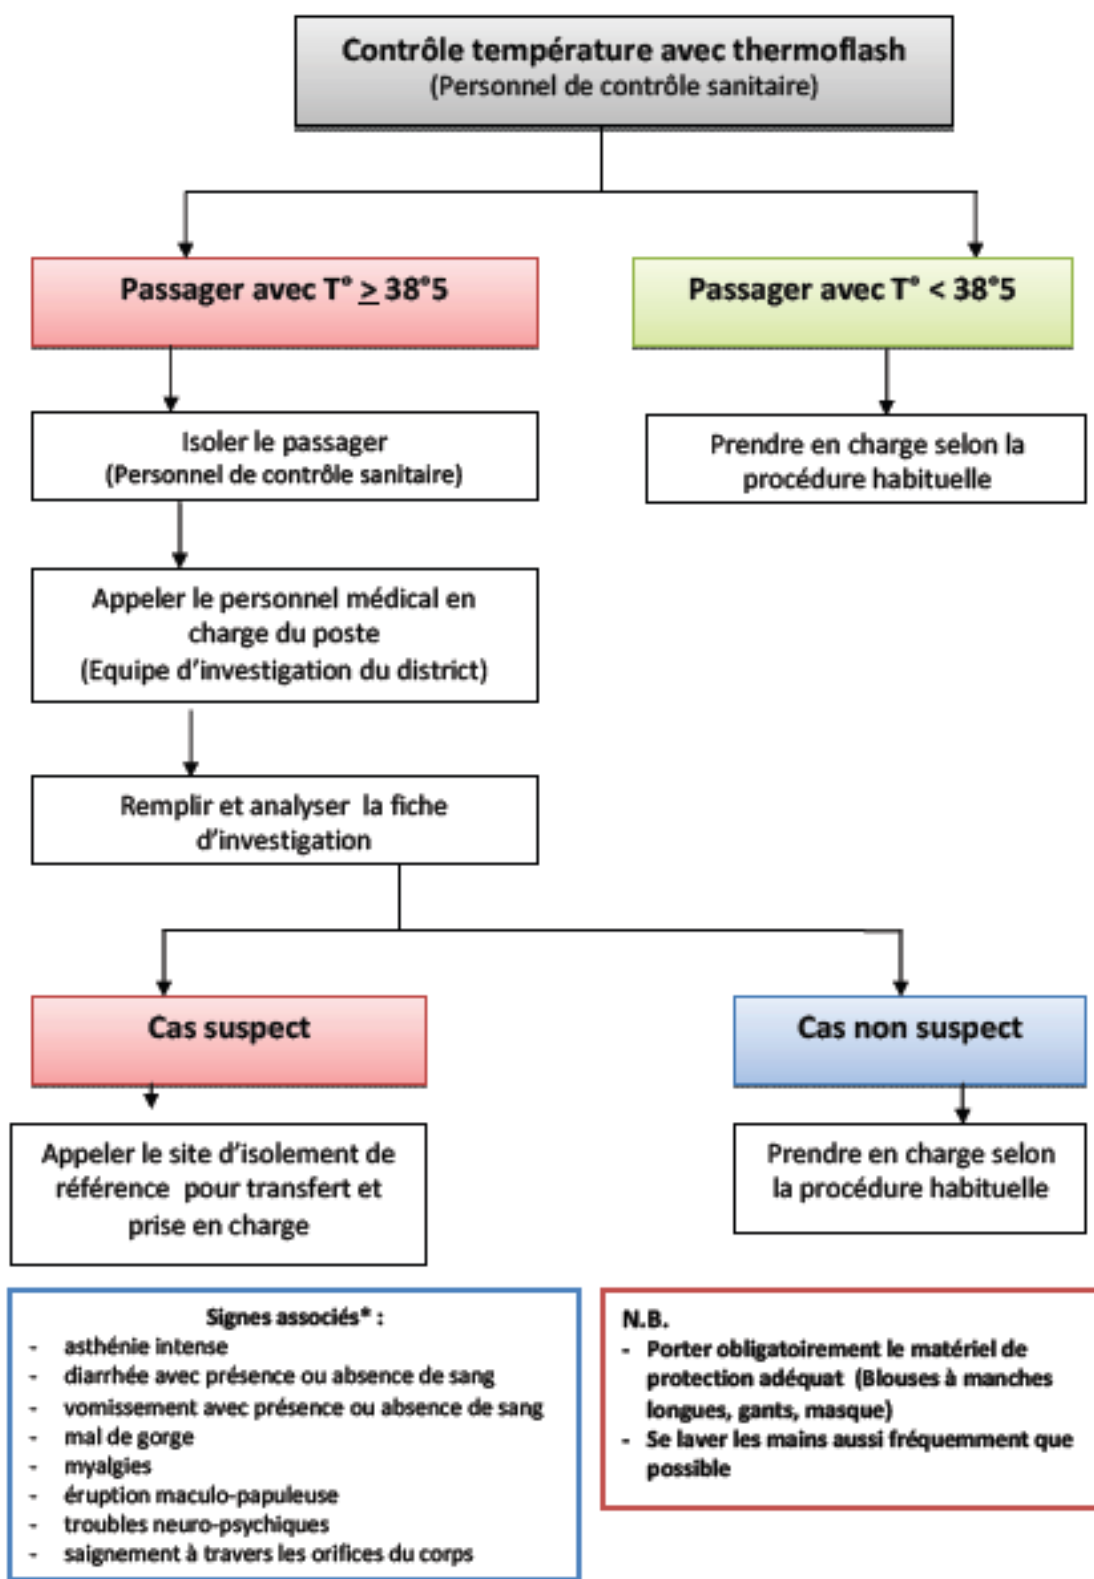 Contrôle température avec thermoflash
(Personnel de contrôle sanitaire)
Passager avec T° ≥ 38°5
Passager avec T° < 38°5
Isoler le passager
(Personnel de contrôle sanitaire)
Prendre en charge selon la
procédure habituelle
Appeler le personnel médical en
charge du poste
(Equipe d'investigation du district)
Remplir et analyser la fiche
d'investigation
Cas suspect
Cas non suspect
Appeler le site d'isolement de
référence pour transfert et
prise en charge
Prendre en charge selon
la procédure habituelle
Signes associés* :
- asthénie intense
- diarrhée avec présence ou absence de sang
- vomissement avec présence ou absence de sang
- mal de gorge
- myalgies
- éruption maculo-papuleuse
- troubles neuro-psychiques
- saignement à travers les orifices du corps
N.B.
- Porter obligatoirement le matériel de
protection adéquat (Blouses à manches
longues, gants, masque)
- Se laver les mains aussi fréquemment que
possible